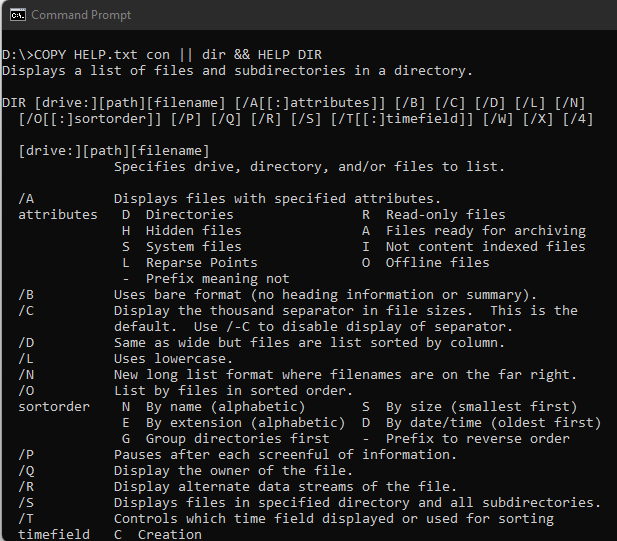 Command Prompt
D:\>COPY HELP.txt con || dir && HELP DIR
Displays a list of files and subdirectories in a directory.
DIR [drive:][path][filename] [/A[[:]attributes]] [/B] [/C] [/D] [/L] [/N]
  [/O[[:]sortorder]] [/P] [/Q] [/R] [/S] [/T[[:]timefield]] [/W] [/X] [/4]
  [drive:][path][filename]
              Specifies drive, directory, and/or files to list.
  /A          Displays files with specified attributes.
  attributes   D  Directories                R  Read-only files
               H  Hidden files               A  Files ready for archiving
               S  System files               I  Not content indexed files
               L  Reparse Points             O  Offline files
               -  Prefix meaning not
  /B          Uses bare format (no heading information or summary).
  /C          Display the thousand separator in file sizes.  This is the
              default.  Use /-C to disable display of separator.
  /D          Same as wide but files are list sorted by column.
  /L          Uses lowercase.
  /N          New long list format where filenames are on the far right.
  /O          List by files in sorted order.
  sortorder    N  By name (alphabetic)       S  By size (smallest first)
               E  By extension (alphabetic)  D  By date/time (oldest first)
               G  Group directories first    -  Prefix to reverse order
  /P          Pauses after each screenful of information.
  /Q          Display the owner of the file.
  /R          Display alternate data streams of the file.
  /S          Displays files in specified directory and all subdirectories.
  /T          Controls which time field displayed or used for sorting
  timefield   C  Creation